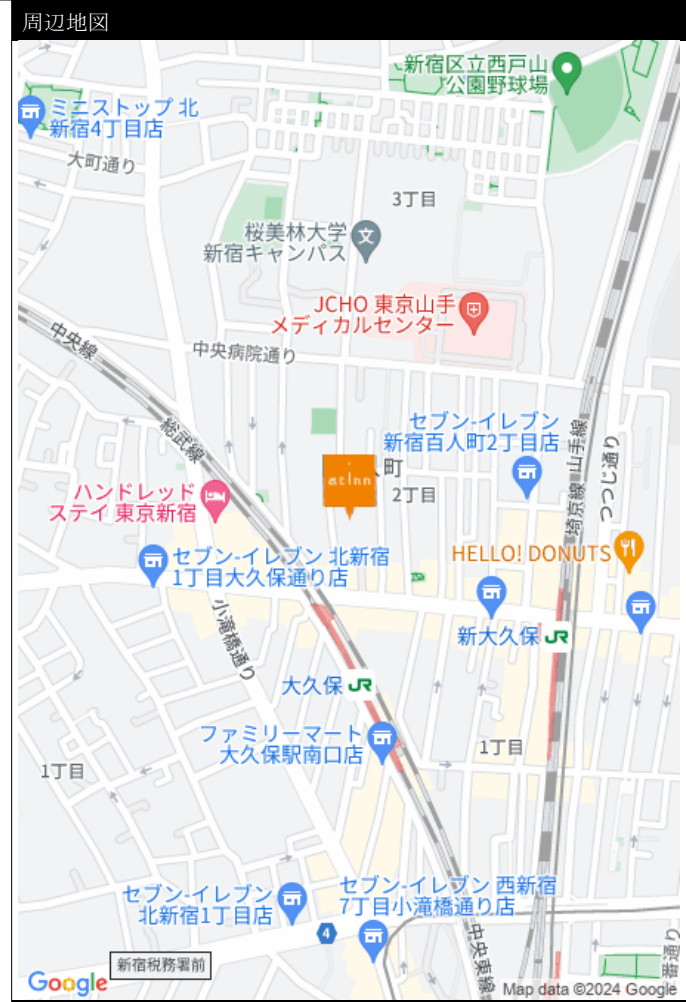 周辺地図
新宿区立西戸山
公園野球場
ミニストップ 北
新宿4丁目店
大町通り
3丁目
桜美林大学
新宿キャンパス
JCHO 東京山手
メディカルセンター
中央線
中央病院通り
総武線
セブン-イレブン
新宿百人町2丁目店
山手線
埼京線
つつじ通り
atInn
人町
2丁目
ハンドレッド
ステイ 東京新宿
HELLO! DONUTS
セブン-イレブン 北新宿
1丁目大久保通り店
小滝橋通り
新大久保
JR
大久保
JR
ファミリーマート
大久保駅南口店
1丁目
1丁目
セブン-イレブン
北新宿1丁目店
セブン-イレブン 西新宿
7丁目小滝橋通り店
4
中央東線
番通り
新宿税務署前
Google
Map data ©2024 Google